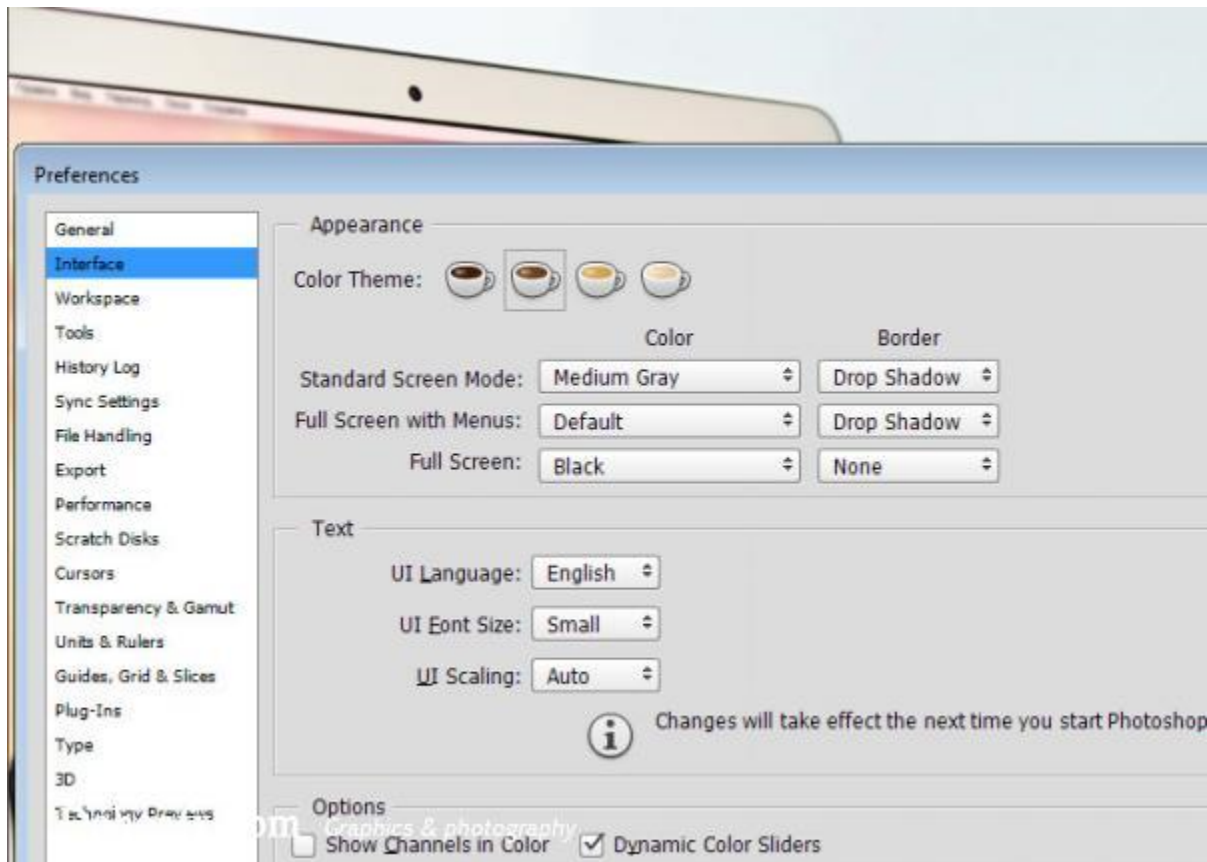 Preferences
General
Interface
Workspace
Tools
History Log
Sync Settings
File Handling
Export
Performance
Scratch Disks
Cursors
Transparency & Gamut
Units & Rulers
Guides, Grid & Slices
Plug-Ins
Type
3D
Technology Previews
Appearance
Color Theme:
Color Border
Standard Screen Mode: Medium Gray Drop Shadow
Full Screen with Menus: Default Drop Shadow
Full Screen: Black None
Text
UI Language: English
UI Font Size: Small
UI Scaling: Auto
Changes will take effect the next time you start Photoshop
Options
om Graphics & photography
Show Channels in Color Dynamic Color Sliders